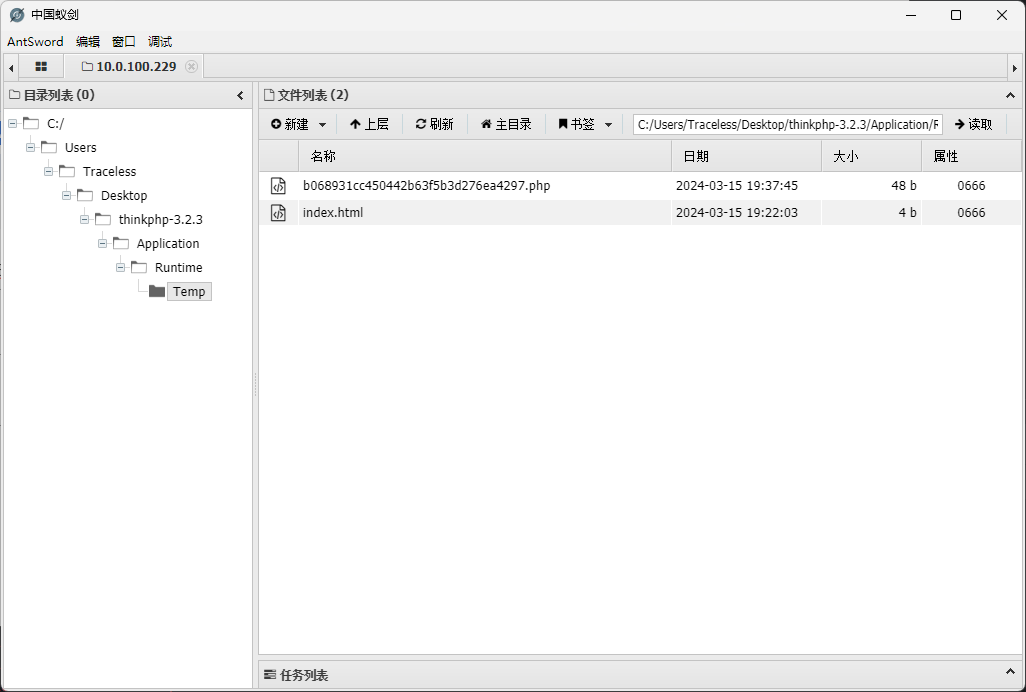 中国蚁剑
AntSword 编辑 窗口 调试
10.0.100.229
目录列表 (0)
C:/
Users
Traceless
Desktop
thinkphp-3.2.3
Application
Runtime
Temp
文件列表 (2)
新建 上层 刷新 主目录 书签 C:/Users/Traceless/Desktop/thinkphp-3.2.3/Application/R 读取
名称 日期 大小 属性
b068931cc450442b63f5b3d276ea4297.php 2024-03-15 19:37:45 48 b 0666
index.html 2024-03-15 19:22:03 4 b 0666
任务列表